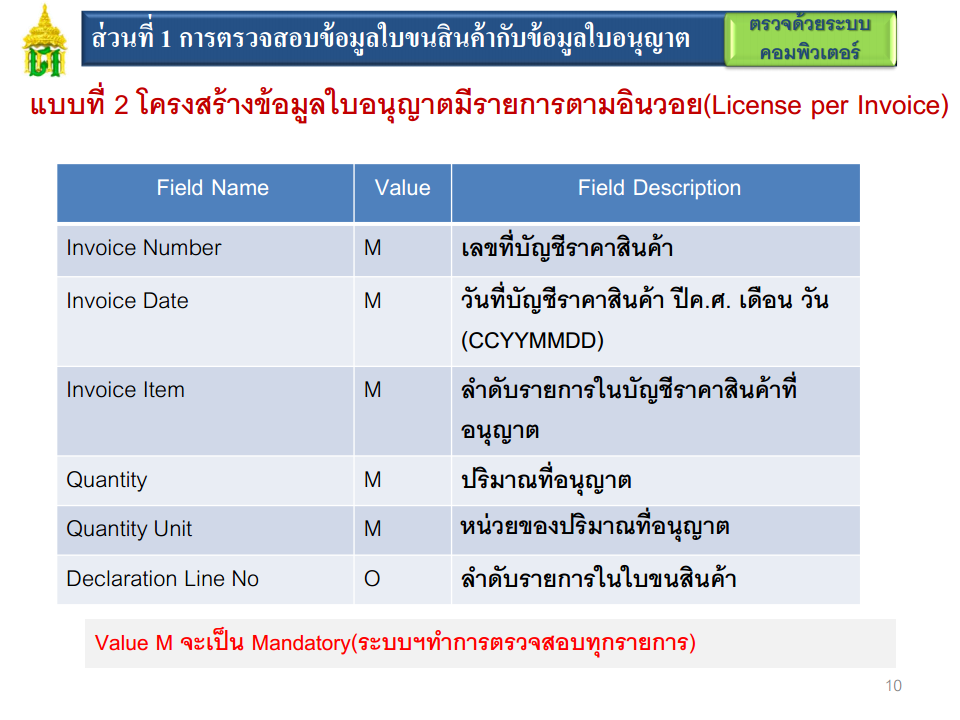 ส่วนที่ 1 การตรวจสอบข้อมูลใบขนสินค้ากับข้อมูลใบอนุญาต
ตรวจด้วยระบบ
คอมพิวเตอร์
แบบที่ 2 โครงสร้างข้อมูลใบอนุญาตมีรายการตามอินวอย(License per Invoice)
Field Name Value Field Description
Invoice Number M เลขที่บัญชีราคาสินค้า
Invoice Date M วันที่บัญชีราคาสินค้า ปีค.ศ. เดือน วัน
(CCYYMMDD)
Invoice Item M ลำดับรายการในบัญชีราคาสินค้าที่
อนุญาต
Quantity M ปริมาณที่อนุญาต
Quantity Unit M หน่วยของปริมาณที่อนุญาต
Declaration Line No O ลำดับรายการในใบขนสินค้า
Value M จะเป็น Mandatory(ระบบฯทำการตรวจสอบทุกรายการ)
10